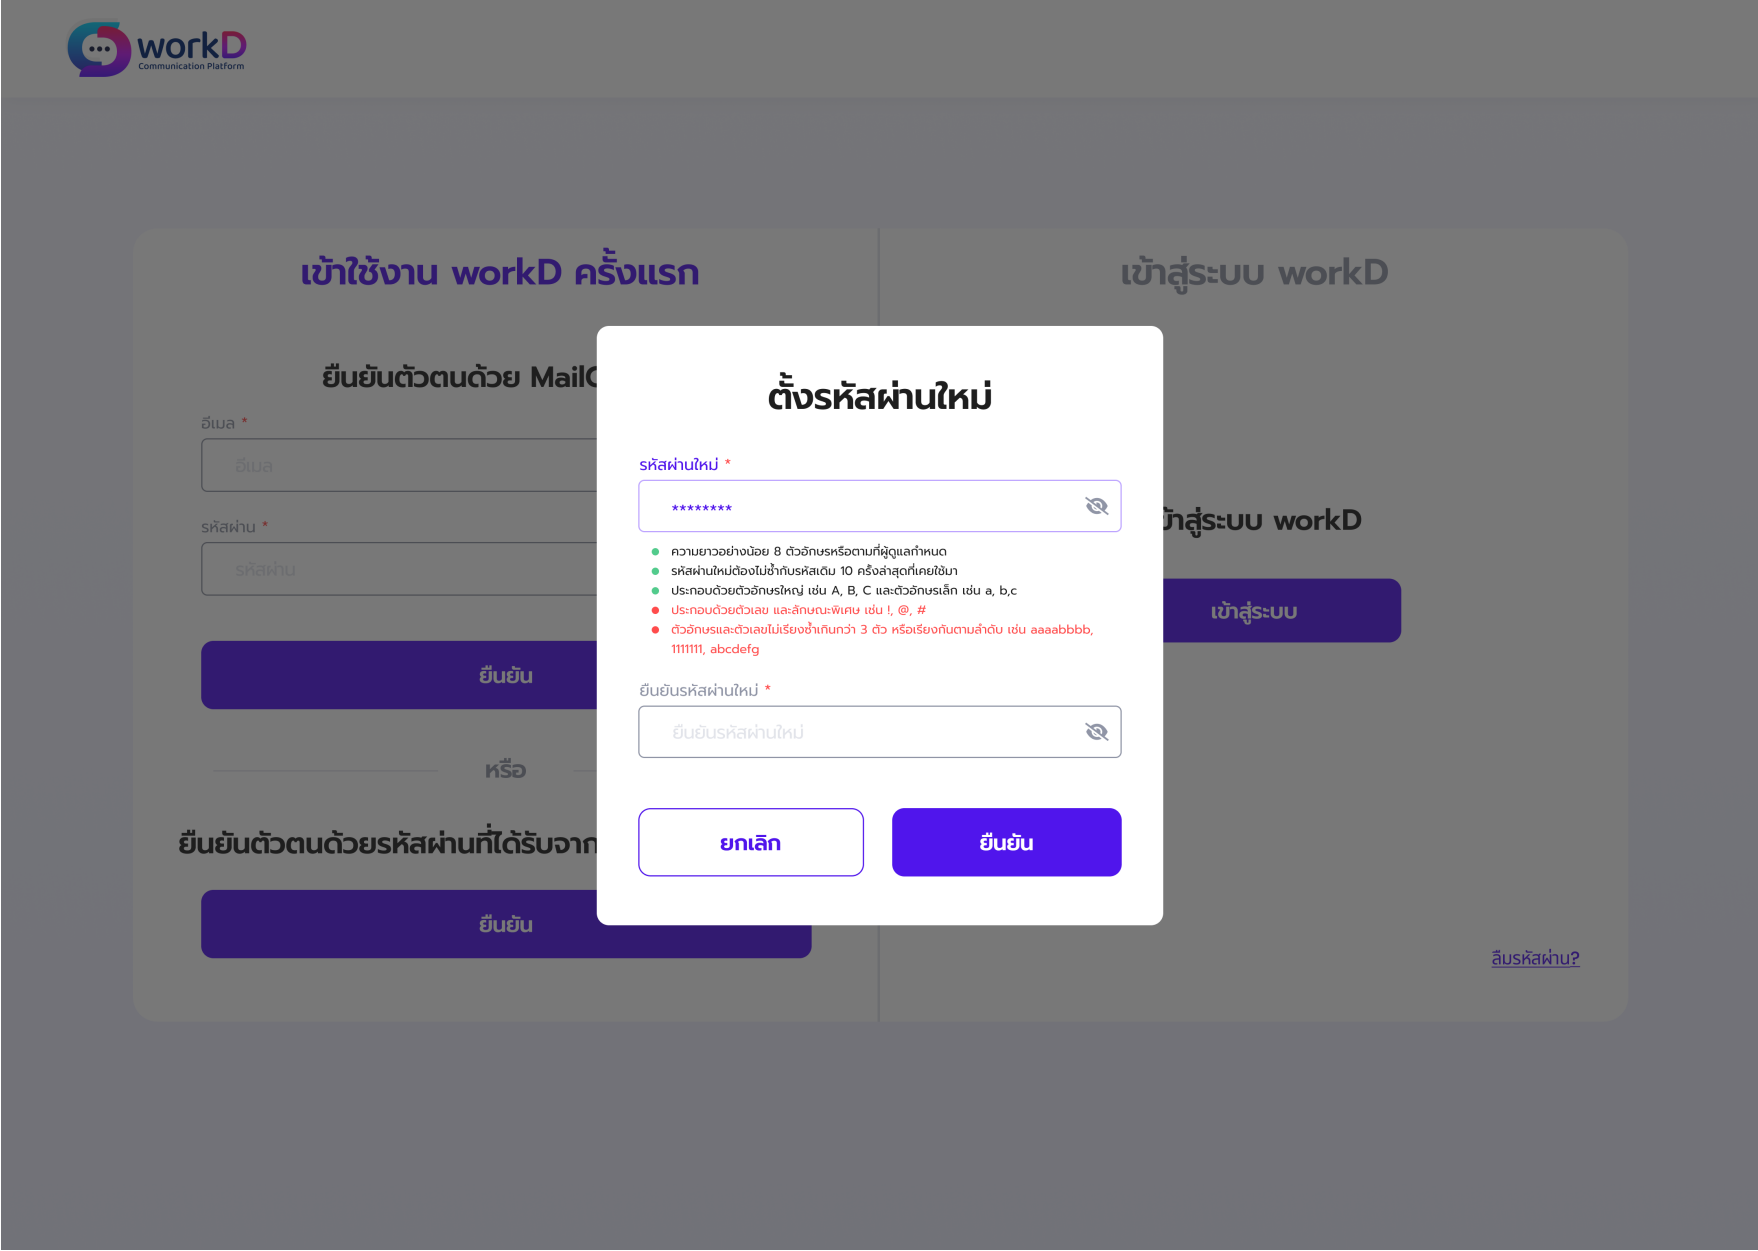 workD
Communication Platform
เข้าใช้งาน workD ครั้งแรก
เข้าสู่ระบบ workD
ยืนยันตัวตนด้วย Mail
อีเมล *
อีเมล
รหัสผ่าน *
รหัสผ่าน
ยืนยัน
หรือ
ยืนยันตัวตนด้วยรหัสผ่านที่ได้รับจาก
ยืนยัน
ตั้งรหัสผ่านใหม่
รหัสผ่านใหม่ *
********
ความยาวอย่างน้อย 8 ตัวอักษรหรือตามที่ผู้ดูแลกำหนด
รหัสผ่านใหม่ต้องไม่ซ้ำกับรหัสเดิม 10 ครั้งล่าสุดที่เคยใช้มา
ประกอบด้วยตัวอักษรใหญ่ เช่น A, B, C และตัวอักษรเล็ก เช่น a, b,c
ประกอบด้วยตัวเลข และลักษณะพิเศษ เช่น !, @, #
ตัวอักษรและตัวเลขไม่เรียงซ้ำเกินกว่า 3 ตัว หรือเรียงกันตามลำดับ เช่น aaaabbbb,
1111111, abcdefg
ยืนยันรหัสผ่านใหม่ *
ยืนยันรหัสผ่านใหม่
ยกเลิก
ยืนยัน
ข้าสู่ระบบ workD
เข้าสู่ระบบ
ลืมรหัสผ่าน?